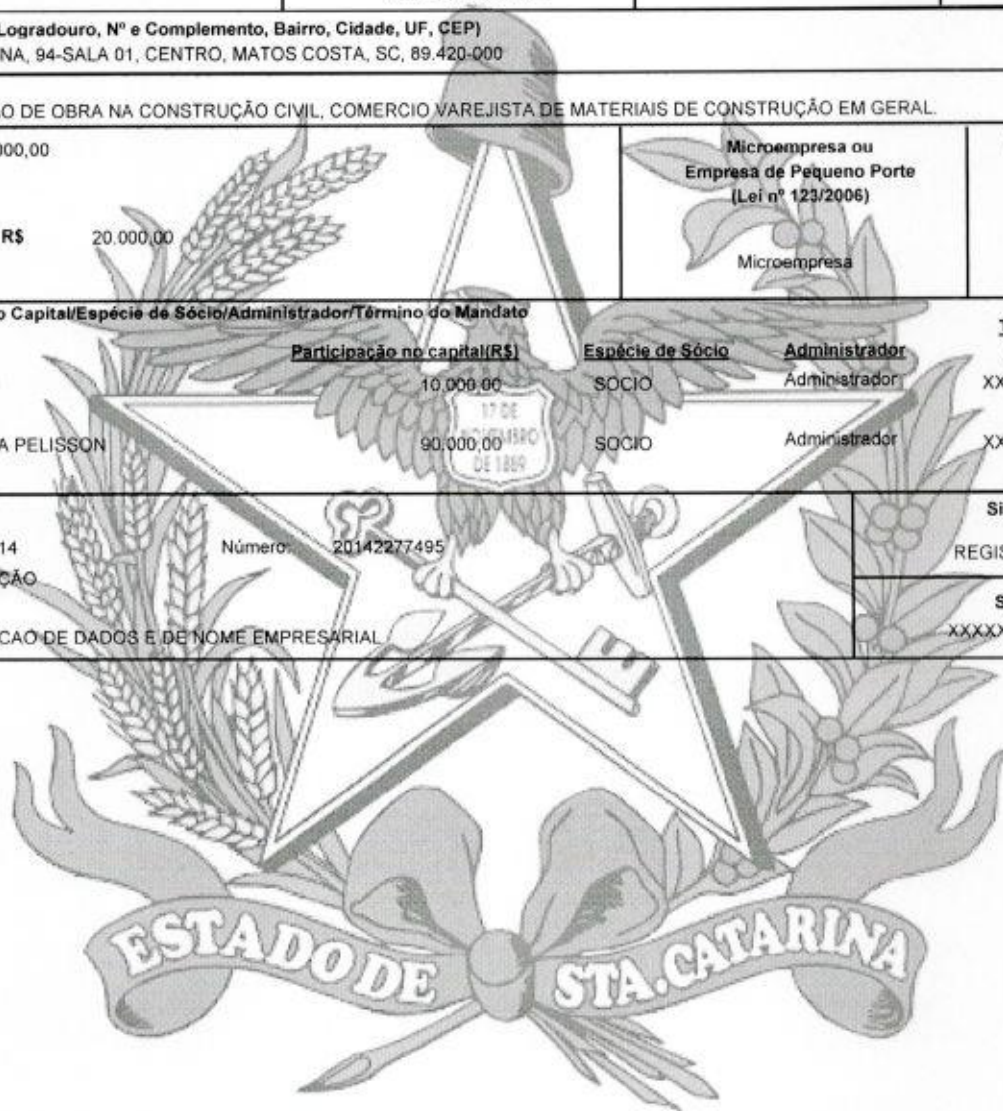 Logradouro, Nº e Complemento, Bairro, Cidade, UF, CEP)
NA, 94-SALA 01, CENTRO, MATOS COSTA, SC, 89.420-000
O DE OBRA NA CONSTRUÇÃO CIVIL, COMERCIO VAREJISTA DE MATERIAIS DE CONSTRUÇÃO EM GERAL.
000,00
Microempresa ou
Empresa de Pequeno Porte
(Lei nº 123/2006)
R$ 20.000,00
Microempresa
o Capital/Espécie de Sócio/Administrador/Término do Mandato
Participação no capital(R$) Espécie de Sócio Administrador
10.000,00 SOCIO Administrador XX
A PELISSON 90.000,00 SOCIO Administrador XX
17 DE
NOVEMBRO
DE 1889
Si
14 Número: 20142277495
REGIS
ÇÃO
S
CAO DE DADOS E DE NOME EMPRESARIAL XXXXX
ESTADO DE STA. CATARINA